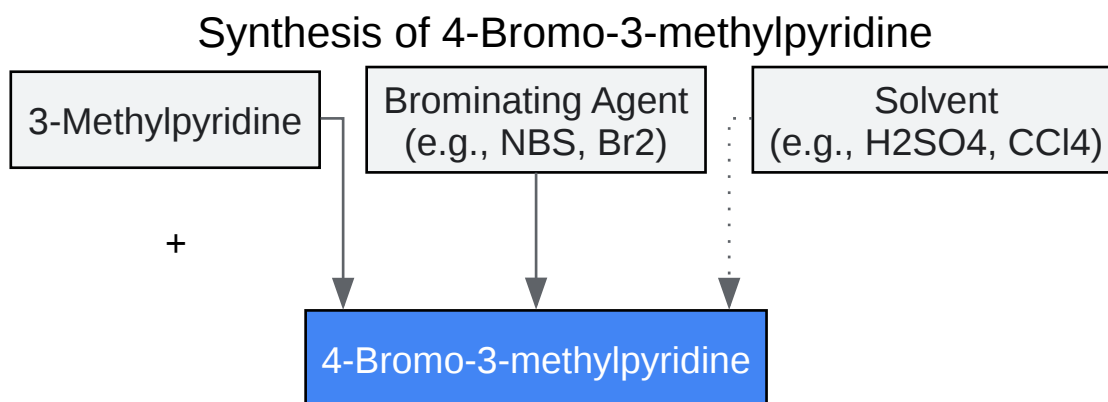 Synthesis of 4-Bromo-3-methylpyridine
3-Methylpyridine
Brominating Agent
(e.g., NBS, Br2)
Solvent
(e.g., H2SO4, CCl4)
+
4-Bromo-3-methylpyridine